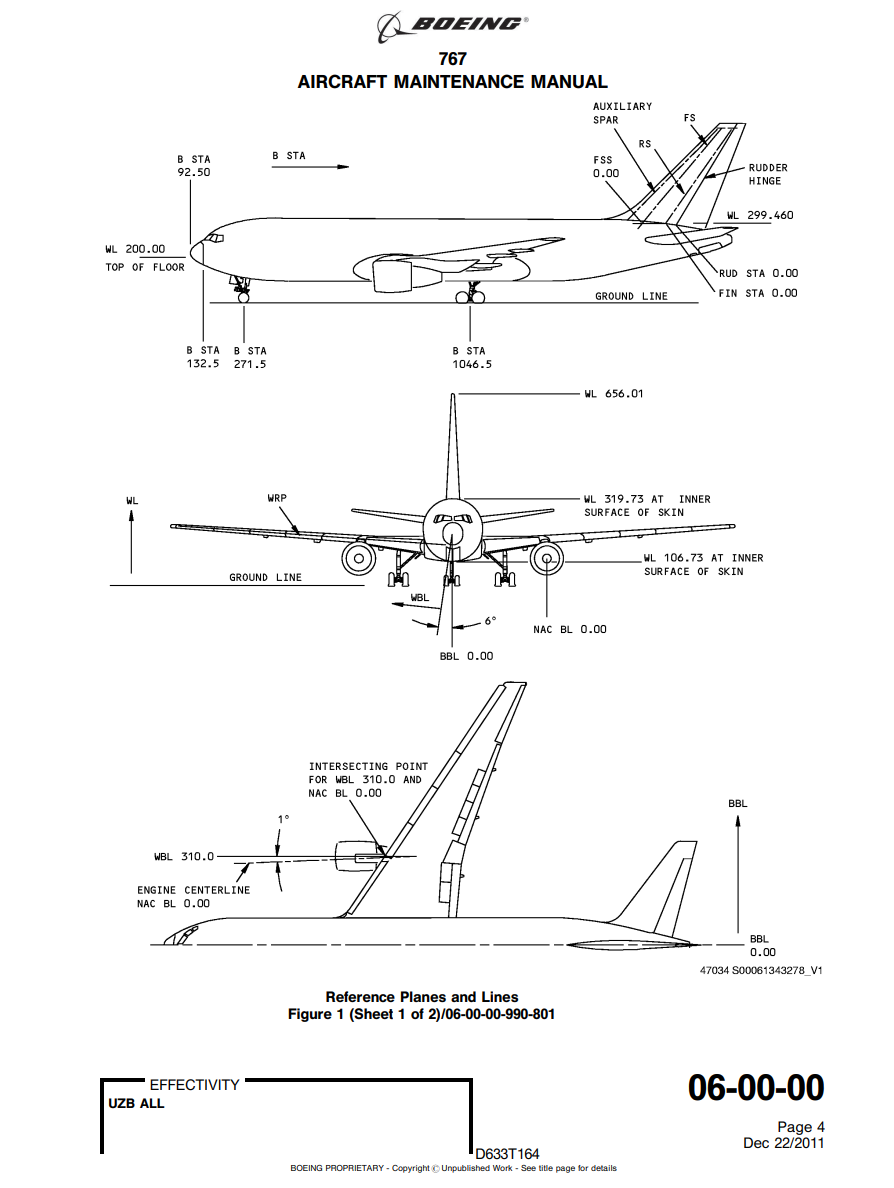 BOEING®
767
AIRCRAFT MAINTENANCE MANUAL
AUXILIARY
SPAR
FS
B STA
92.50
B STA
RS
FSS
0.00
RUDDER
HINGE
WL 299.460
WL 200.00
TOP OF FLOOR
RUD STA 0.00
FIN STA 0.00
GROUND LINE
B STA
132.5
B STA
271.5
B STA
1046.5
WL 656.01
WL
WRP
WL 319.73 AT INNER
SURFACE OF SKIN
WL 106.73 AT INNER
SURFACE OF SKIN
GROUND LINE
WBL
6°
NAC BL 0.00
BBL 0.00
INTERSECTING POINT
FOR WBL 310.0 AND
NAC BL 0.00
BBL
1°
WBL 310.0
ENGINE CENTERLINE
NAC BL 0.00
BBL
0.00
47034 S00061343278_V1
Reference Planes and Lines
Figure 1 (Sheet 1 of 2)/06-00-00-990-801
EFFECTIVITY
UZB ALL
06-00-00
Page 4
Dec 22/2011
D633T164
BOEING PROPRIETARY - Copyright © Unpublished Work - See title page for details